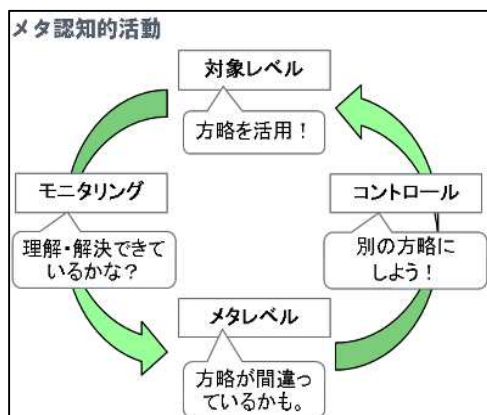 メタ認知的活動
対象レベル
方略を活用！
モニタリング
理解・解決できて
いるかな？
コントロール
別の方略に
しよう！
メタレベル
方略が間違っ
ているかも。